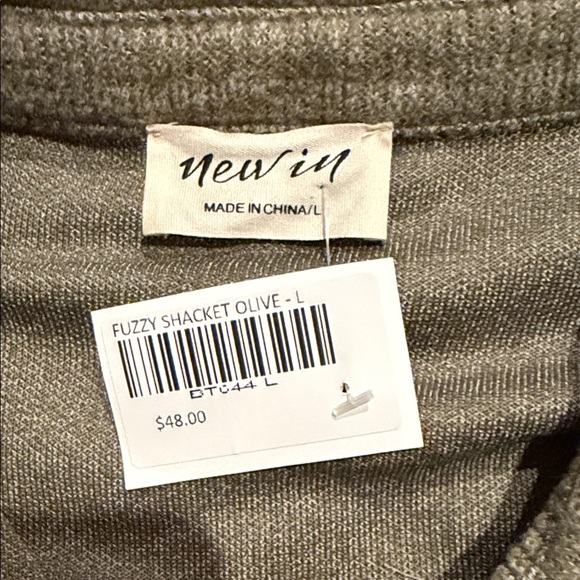 new in
MADE IN CHINA/L
FUZZY SHACKET OLIVE - L
BT044 L
$48.00